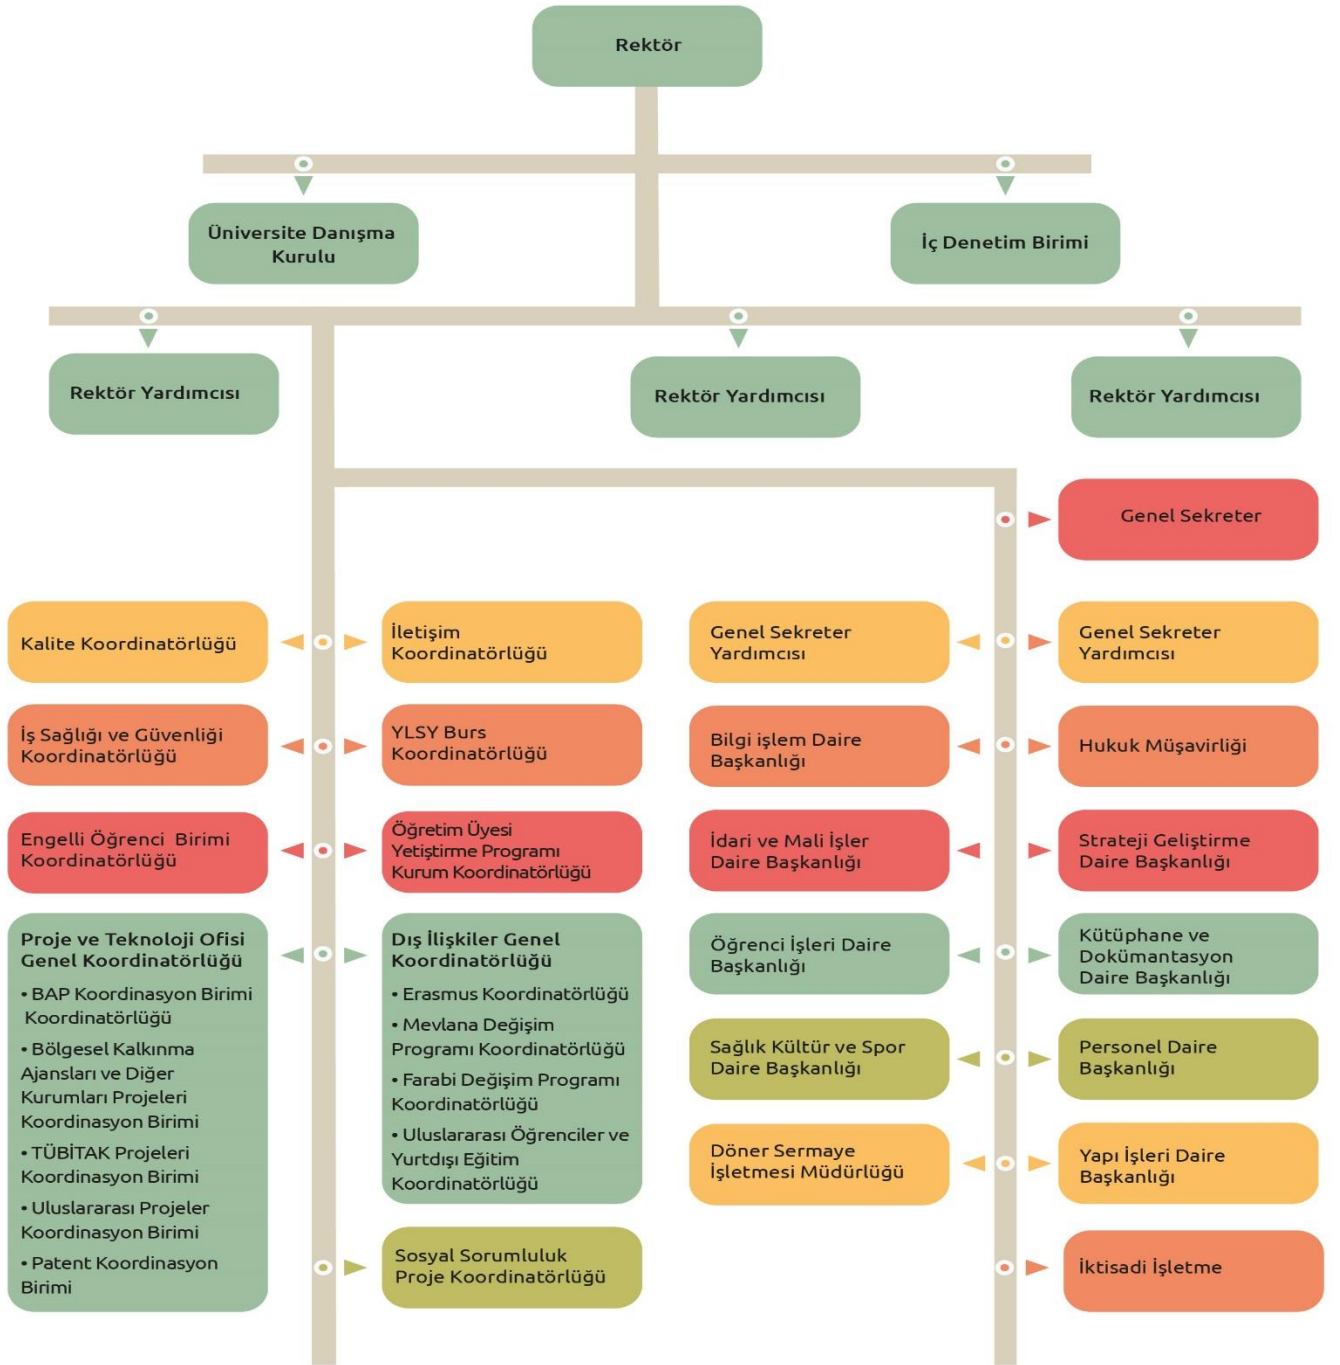 Rektör
Üniversite Danışma
Kurulu
İç Denetim Birimi
Rektör Yardımcısı
Rektör Yardımcısı
Rektör Yardımcısı
Genel Sekreter
Kalite Koordinatörlüğü
İletişim
Koordinatörlüğü
Genel Sekreter
Yardımcısı
Genel Sekreter
Yardımcısı
İş Sağlığı ve Güvenliği
Koordinatörlüğü
YLSY Burs
Koordinatörlüğü
Bilgi işlem Daire
Başkanlığı
Hukuk Müşavirliği
Engelli Öğrenci Birimi
Koordinatörlüğü
Öğretim Üyesi
Yetiştirme Programı
Kurum Koordinatörlüğü
İdari ve Mali İşler
Daire Başkanlığı
Strateji Geliştirme
Daire Başkanlığı
Proje ve Teknoloji Ofisi
Genel Koordinatörlüğü
• BAP Koordinasyon Birimi
Koordinatörlüğü
• Bölgesel Kalkınma
Ajansları ve Diğer
Kurumları Projeleri
Koordinasyon Birimi
• TÜBİTAK Projeleri
Koordinasyon Birimi
• Uluslararası Projeler
Koordinasyon Birimi
• Patent Koordinasyon
Birimi
Dış İlişkiler Genel
Koordinatörlüğü
• Erasmus Koordinatörlüğü
• Mevlana Değişim
Programı Koordinatörlüğü
• Farabi Değişim Programı
Koordinatörlüğü
• Uluslararası Öğrenciler ve
Yurtdışı Eğitim
Koordinatörlüğü
Öğrenci İşleri Daire
Başkanlığı
Kütüphane ve
Dokümantasyon
Daire Başkanlığı
Sağlık Kültür ve Spor
Daire Başkanlığı
Personel Daire
Başkanlığı
Döner Sermaye
İşletmesi Müdürlüğü
Yapı İşleri Daire
Başkanlığı
Sosyal Sorumluluk
Proje Koordinatörlüğü
İktisadi İşletme